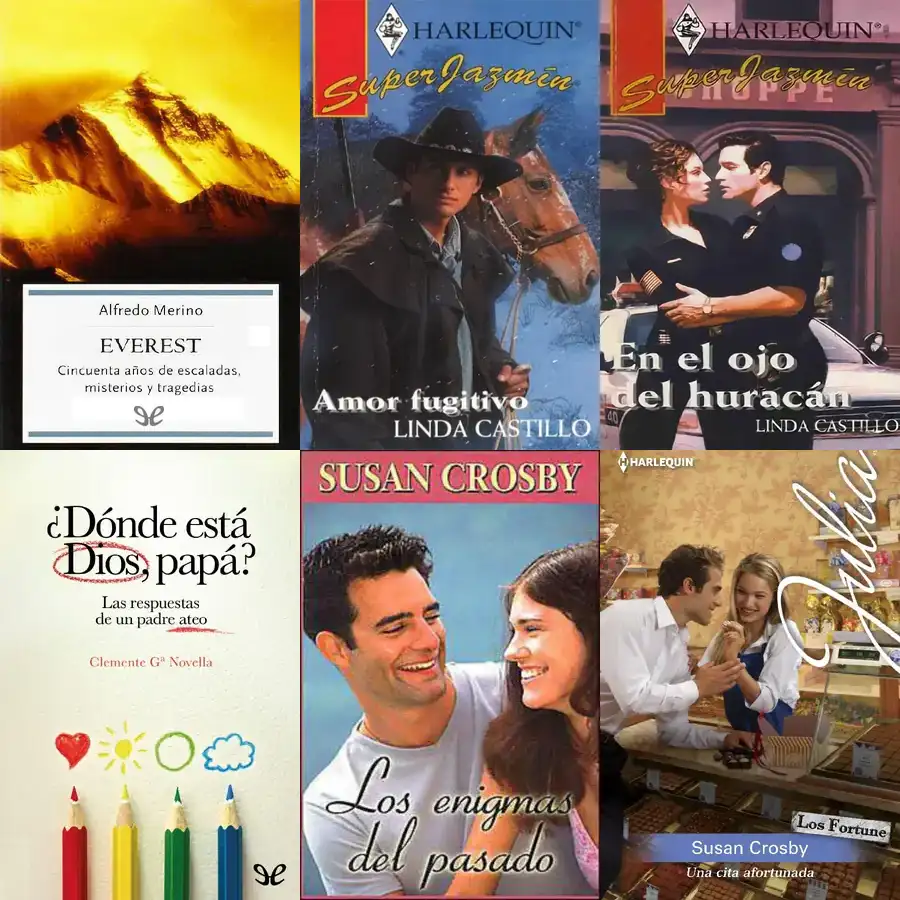 Alfredo Merino
EVEREST
Cincuenta años de escaladas,
misterios y tragedias
HARLEQUIN®
SuperJazmín
Amor fugitivo
LINDA CASTILLO
HARLEQUIN®
SuperJazmín
HOPPE
En el ojo
del huracán
LINDA CASTILLO
¿Dónde está
Dios, papá?
Las respuestas
de un padre ateo
Clemente Gª Novella
SUSAN CROSBY
Los enigmas
del pasado
HARLEQUIN
Julia
Los Fortune
Susan Crosby
Una cita afortunada